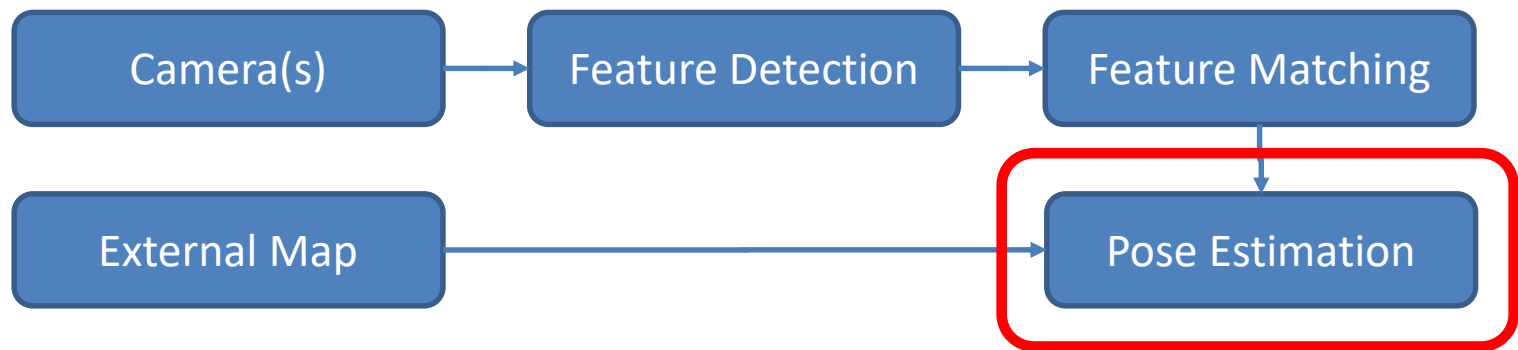 Camera(s)
Feature Detection
Feature Matching
External Map
Pose Estimation